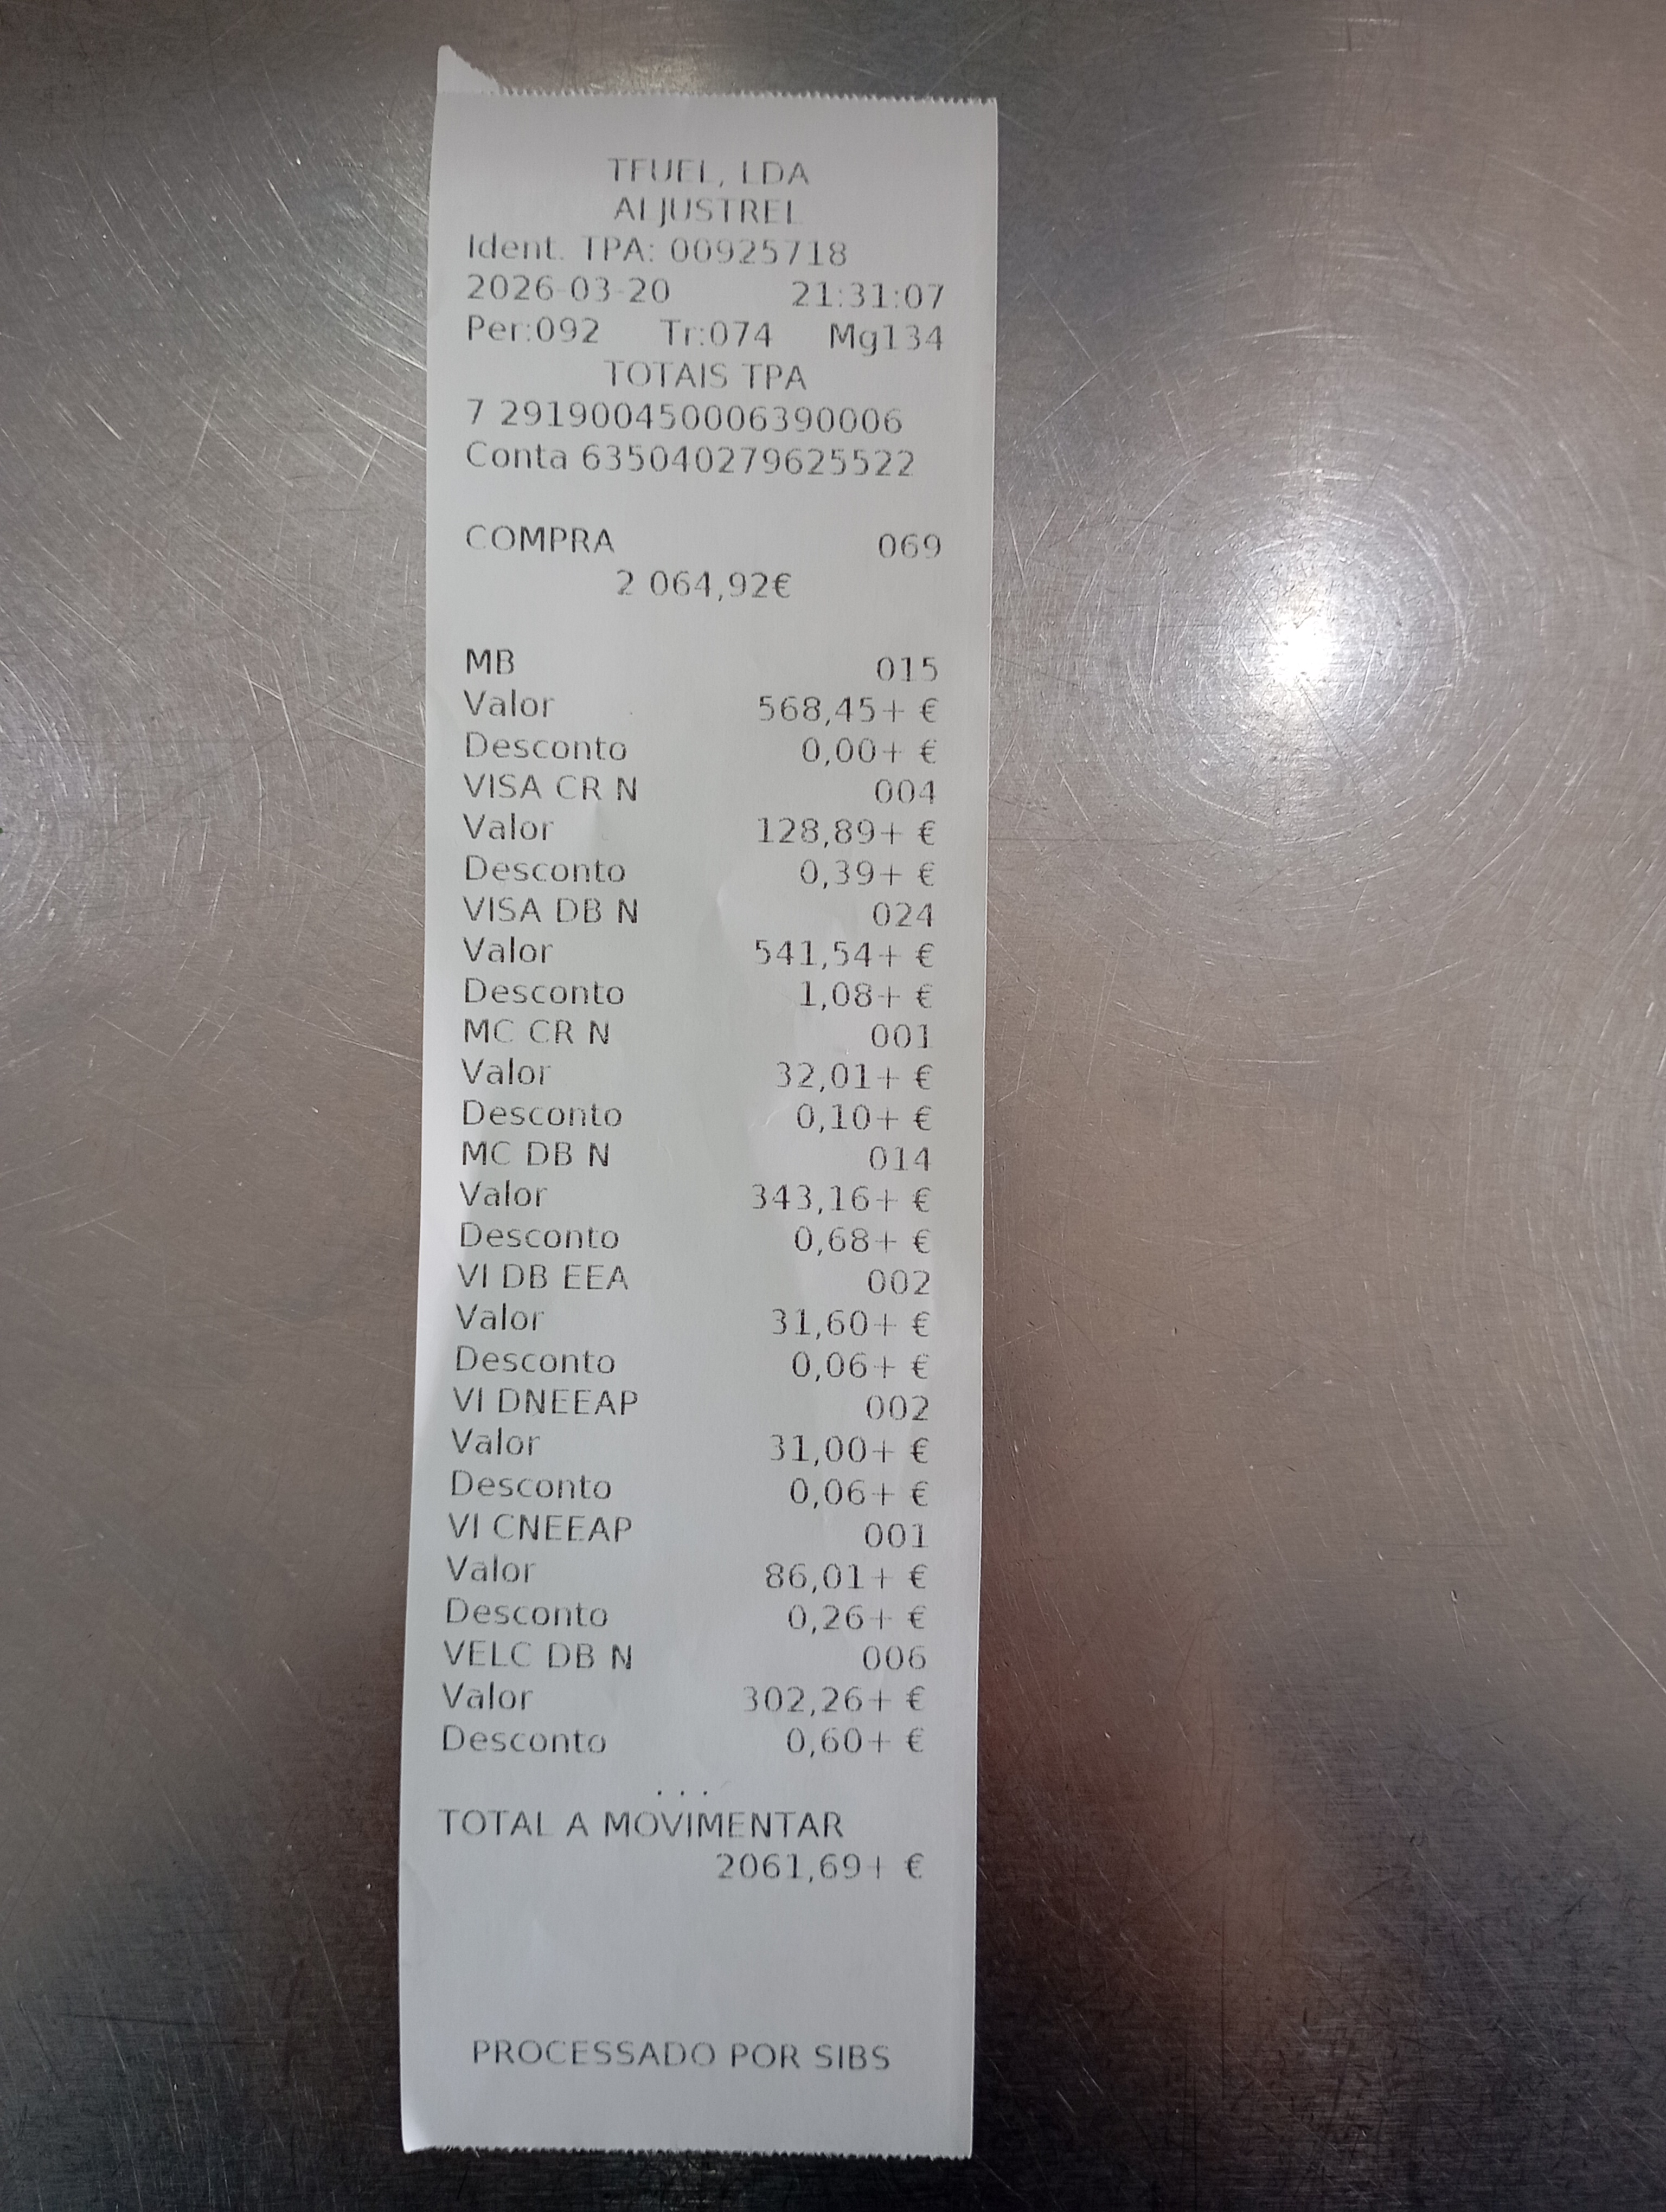 TFUEL, LDA
ALJUSTREL
Ident. TPA: 00925718
2026-03-20 21:31:07
Per:092 Tr:074 Mg134
TOTAIS TPA
7 291900450006390006
Conta 635040279625522
COMPRA 069
2 064,92€
MB 015
Valor 568,45+ €
Desconto 0,00+ €
VISA CR N 004
Valor 128,89+ €
Desconto 0,39+ €
VISA DB N 024
Valor 541,54+ €
Desconto 1,08+ €
MC CR N 001
Valor 32,01+ €
Desconto 0,10+ €
MC DB N 014
Valor 343,16+ €
Desconto 0,68+ €
VI DB EEA 002
Valor 31,60+ €
Desconto 0,06+ €
VI DNEEAP 002
Valor 31,00+ €
Desconto 0,06+ €
VI CNEEAP 001
Valor 86,01+ €
Desconto 0,26+ €
VELC DB N 006
Valor 302,26+ €
Desconto 0,60+ €
...
TOTAL A MOVIMENTAR
2061,69+ €
PROCESSADO POR SIBS